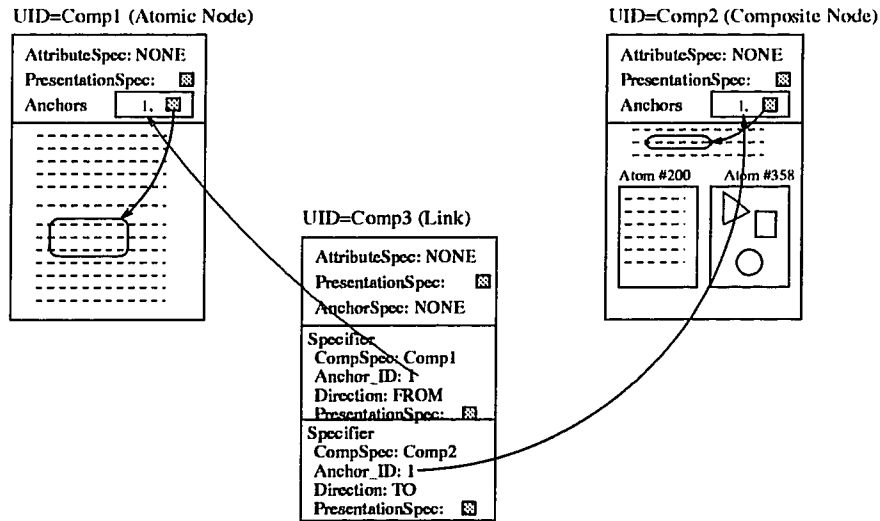 UID=Comp1 (Atomic Node)
AttributeSpec: NONE
PresentationSpec:
Anchors
1.
UID=Comp2 (Composite Node)
AttributeSpec: NONE
PresentationSpec:
Anchors
1.
Atom #200
Atom #358
UID=Comp3 (Link)
AttributeSpec: NONE
PresentationSpec:
AnchorSpec: NONE
Specifier
CompSpec: Comp1
Anchor_ID: 1
Direction: FROM
PresentationSpec:
Specifier
CompSpec: Comp2
Anchor_ID: 1
Direction: TO
PresentationSpec: